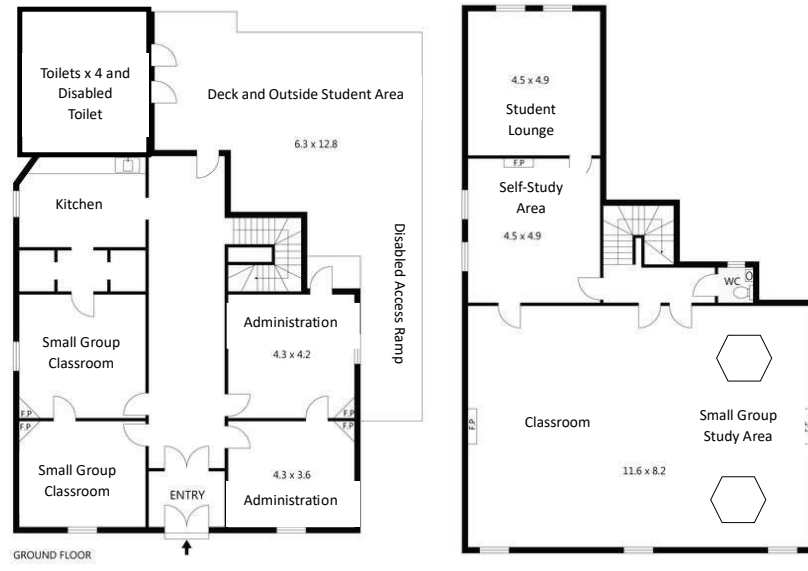 Toilets x 4 and
Disabled
Toilet
Deck and Outside Student Area
6.3 x 12.8
Kitchen
Disabled Access Ramp
Small Group
Classroom
F.P
F.P
Small Group
Classroom
Administration
4.3 x 4.2
F.P
F.P
4.3 x 3.6
Administration
ENTRY
GROUND FLOOR
4.5 x 4.9
Student
Lounge
F.P
Self-Study
Area
4.5 x 4.9
WC
Classroom
Small Group
Study Area
F.P
11.6 x 8.2